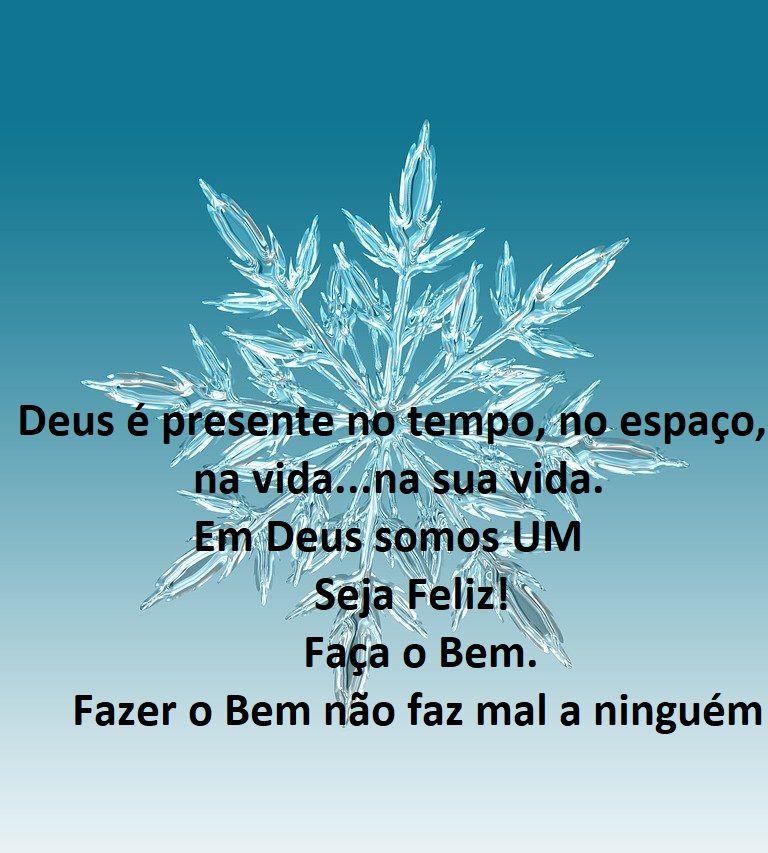 Deus é presente no tempo, no espaço,
na vida...na sua vida.
Em Deus somos UM
Seja Feliz!
Faça o Bem.
Fazer o Bem não faz mal a ninguém